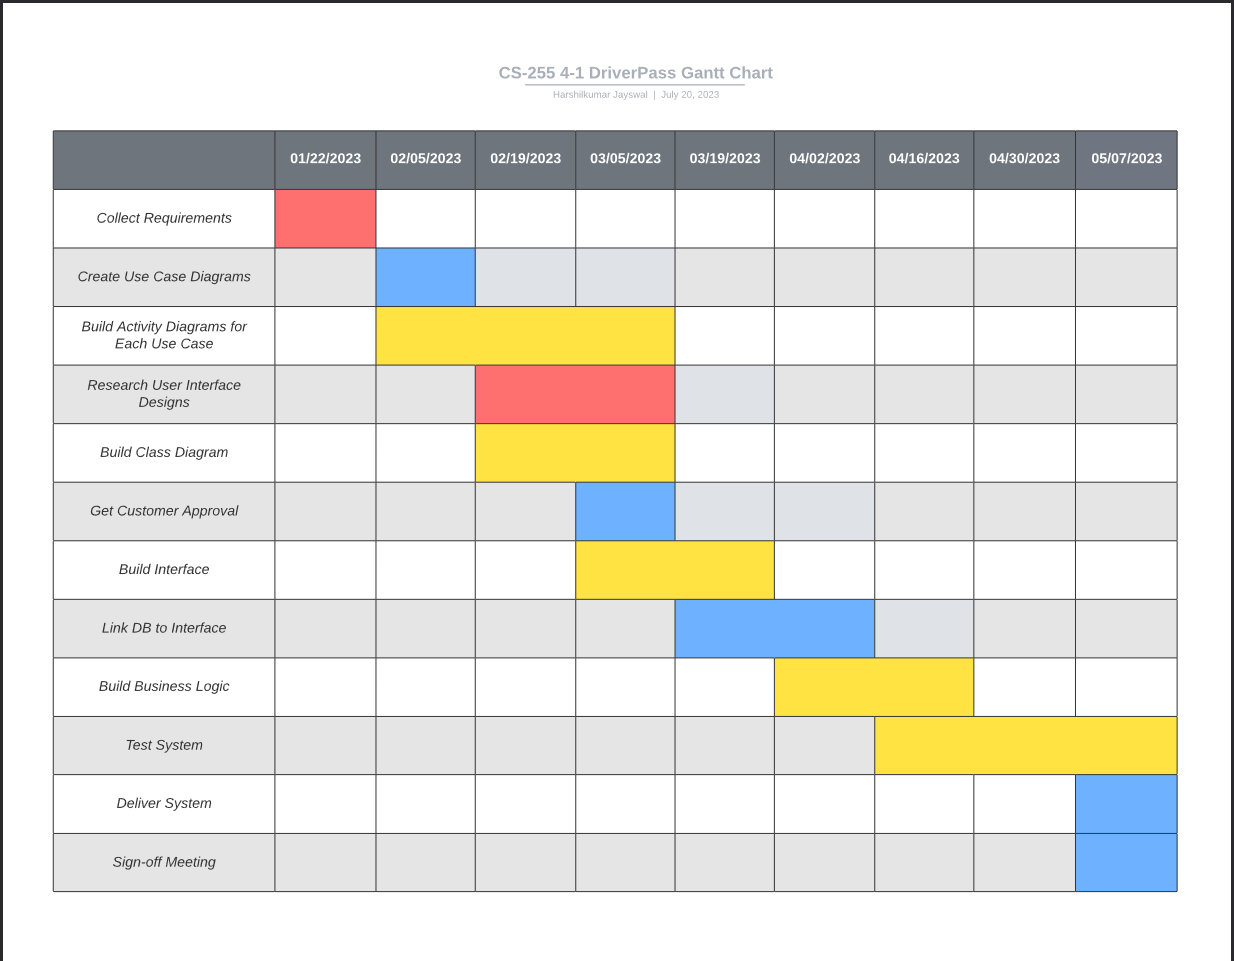 CS-255 4-1 DriverPass Gantt Chart
Harshilkumar Jayswal | July 20, 2023
01/22/2023 02/05/2023 02/19/2023 03/05/2023 03/19/2023 04/02/2023 04/16/2023 04/30/2023 05/07/2023
Collect Requirements
Create Use Case Diagrams
Build Activity Diagrams for
Each Use Case
Research User Interface
Designs
Build Class Diagram
Get Customer Approval
Build Interface
Link DB to Interface
Build Business Logic
Test System
Deliver System
Sign-off Meeting